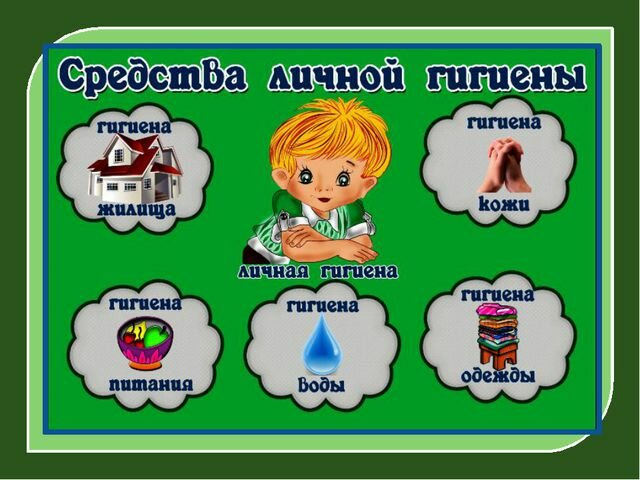 Средства личной гигиены
гигиена
жилища
гигиена
кожи
личная гигиена
гигиена
питания
гигиена
воды
гигиена
одежды